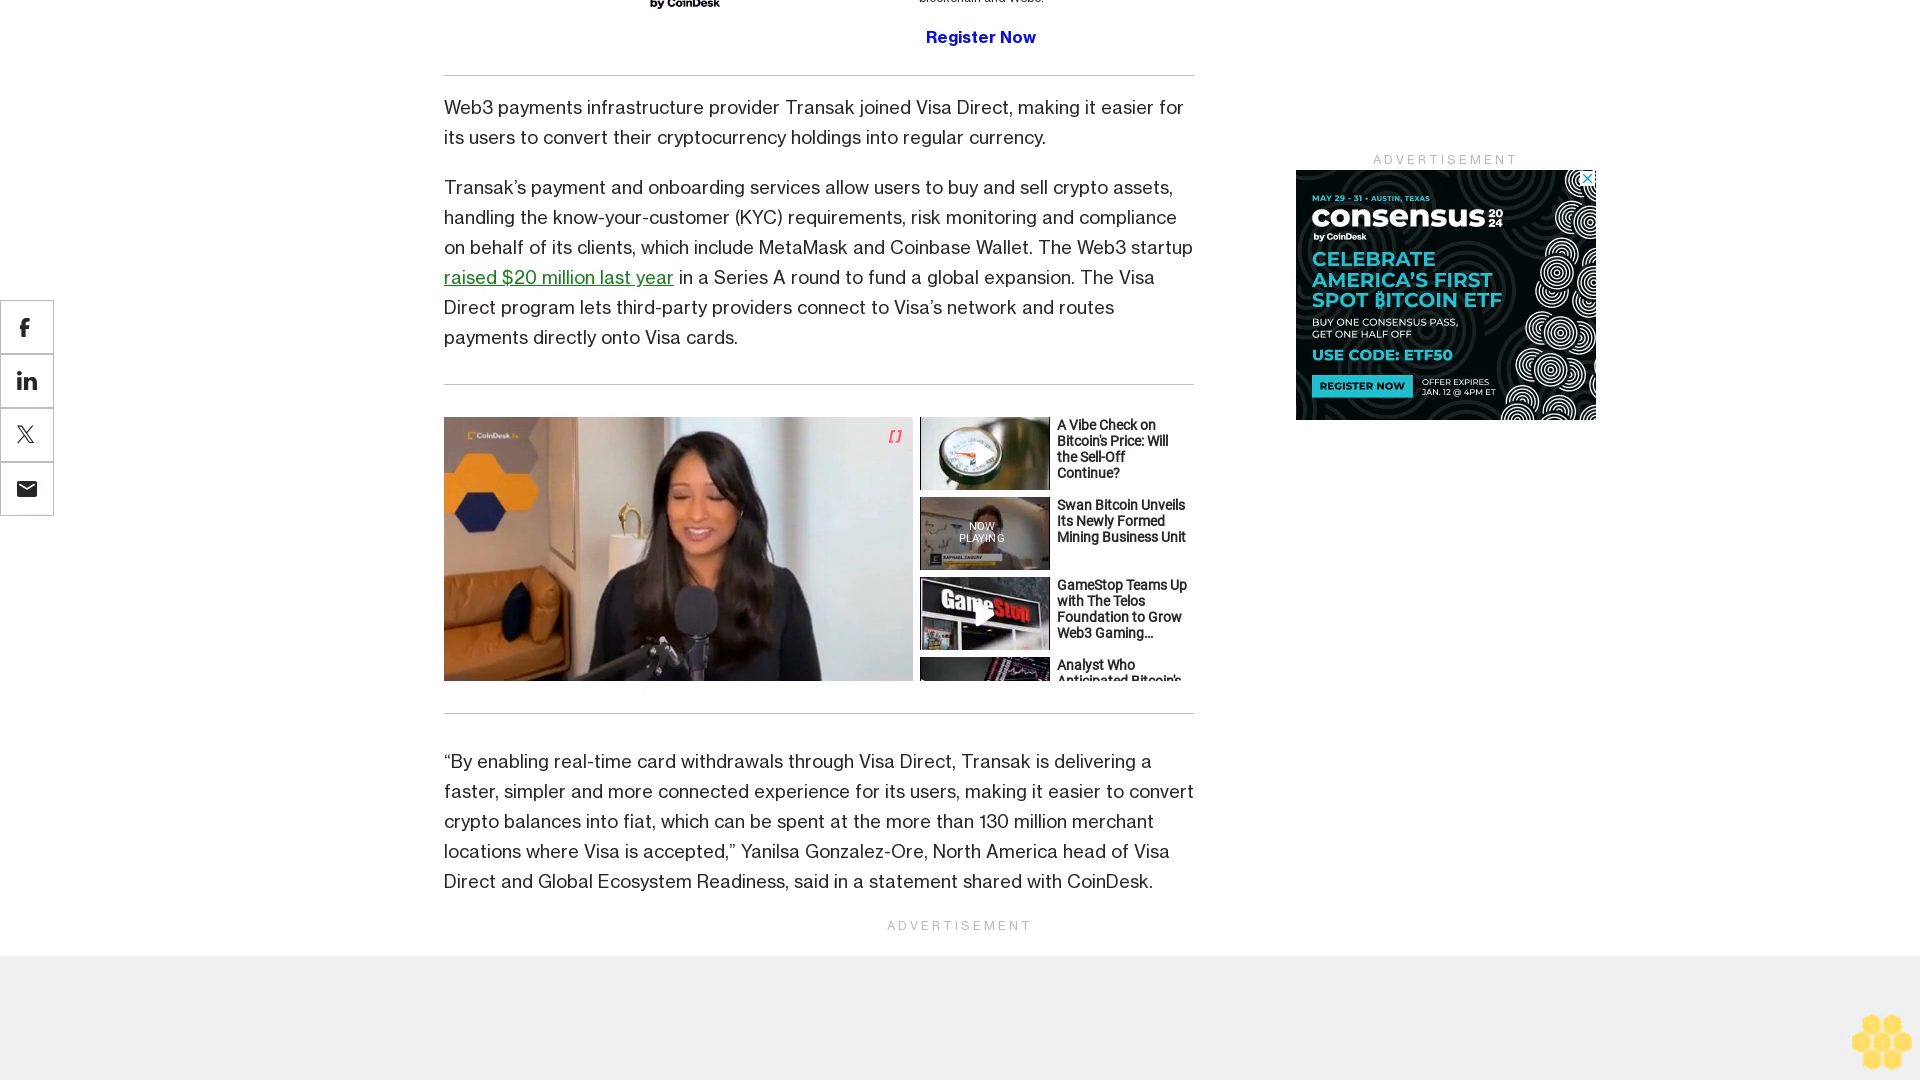 by CoinDesk
Register Now
Web3 payments infrastructure provider Transak joined Visa Direct, making it easier for
its users to convert their cryptocurrency holdings into regular currency.
Transak’s payment and onboarding services allow users to buy and sell crypto assets,
handling the know-your-customer (KYC) requirements, risk monitoring and compliance
on behalf of its clients, which include MetaMask and Coinbase Wallet. The Web3 startup
raised $20 million last year in a Series A round to fund a global expansion. The Visa
Direct program lets third-party providers connect to Visa’s network and routes
payments directly onto Visa cards.
CoinDesk
A Vibe Check on
Bitcoin's Price: Will
the Sell-Off
Continue?
NOW
PLAYING
RAPHAEL ZAGURY
Swan Bitcoin Unveils
Its Newly Formed
Mining Business Unit
GameStop
GameStop Teams Up
with The Telos
Foundation to Grow
Web3 Gaming...
Analyst Who
Anticipated Bitcoin's
“By enabling real-time card withdrawals through Visa Direct, Transak is delivering a
faster, simpler and more connected experience for its users, making it easier to convert
crypto balances into fiat, which can be spent at the more than 130 million merchant
locations where Visa is accepted,” Yanilsa Gonzalez-Ore, North America head of Visa
Direct and Global Ecosystem Readiness, said in a statement shared with CoinDesk.
ADVERTISEMENT
ADVERTISEMENT
MAY 29 - 31 • AUSTIN, TEXAS
consensus 2024
by CoinDesk
CELEBRATE
AMERICA’S FIRST
SPOT ₿ITCOIN ETF
BUY ONE CONSENSUS PASS,
GET ONE HALF OFF
USE CODE: ETF50
REGISTER NOW
OFFER EXPIRES
JAN. 12 @ 4PM ET